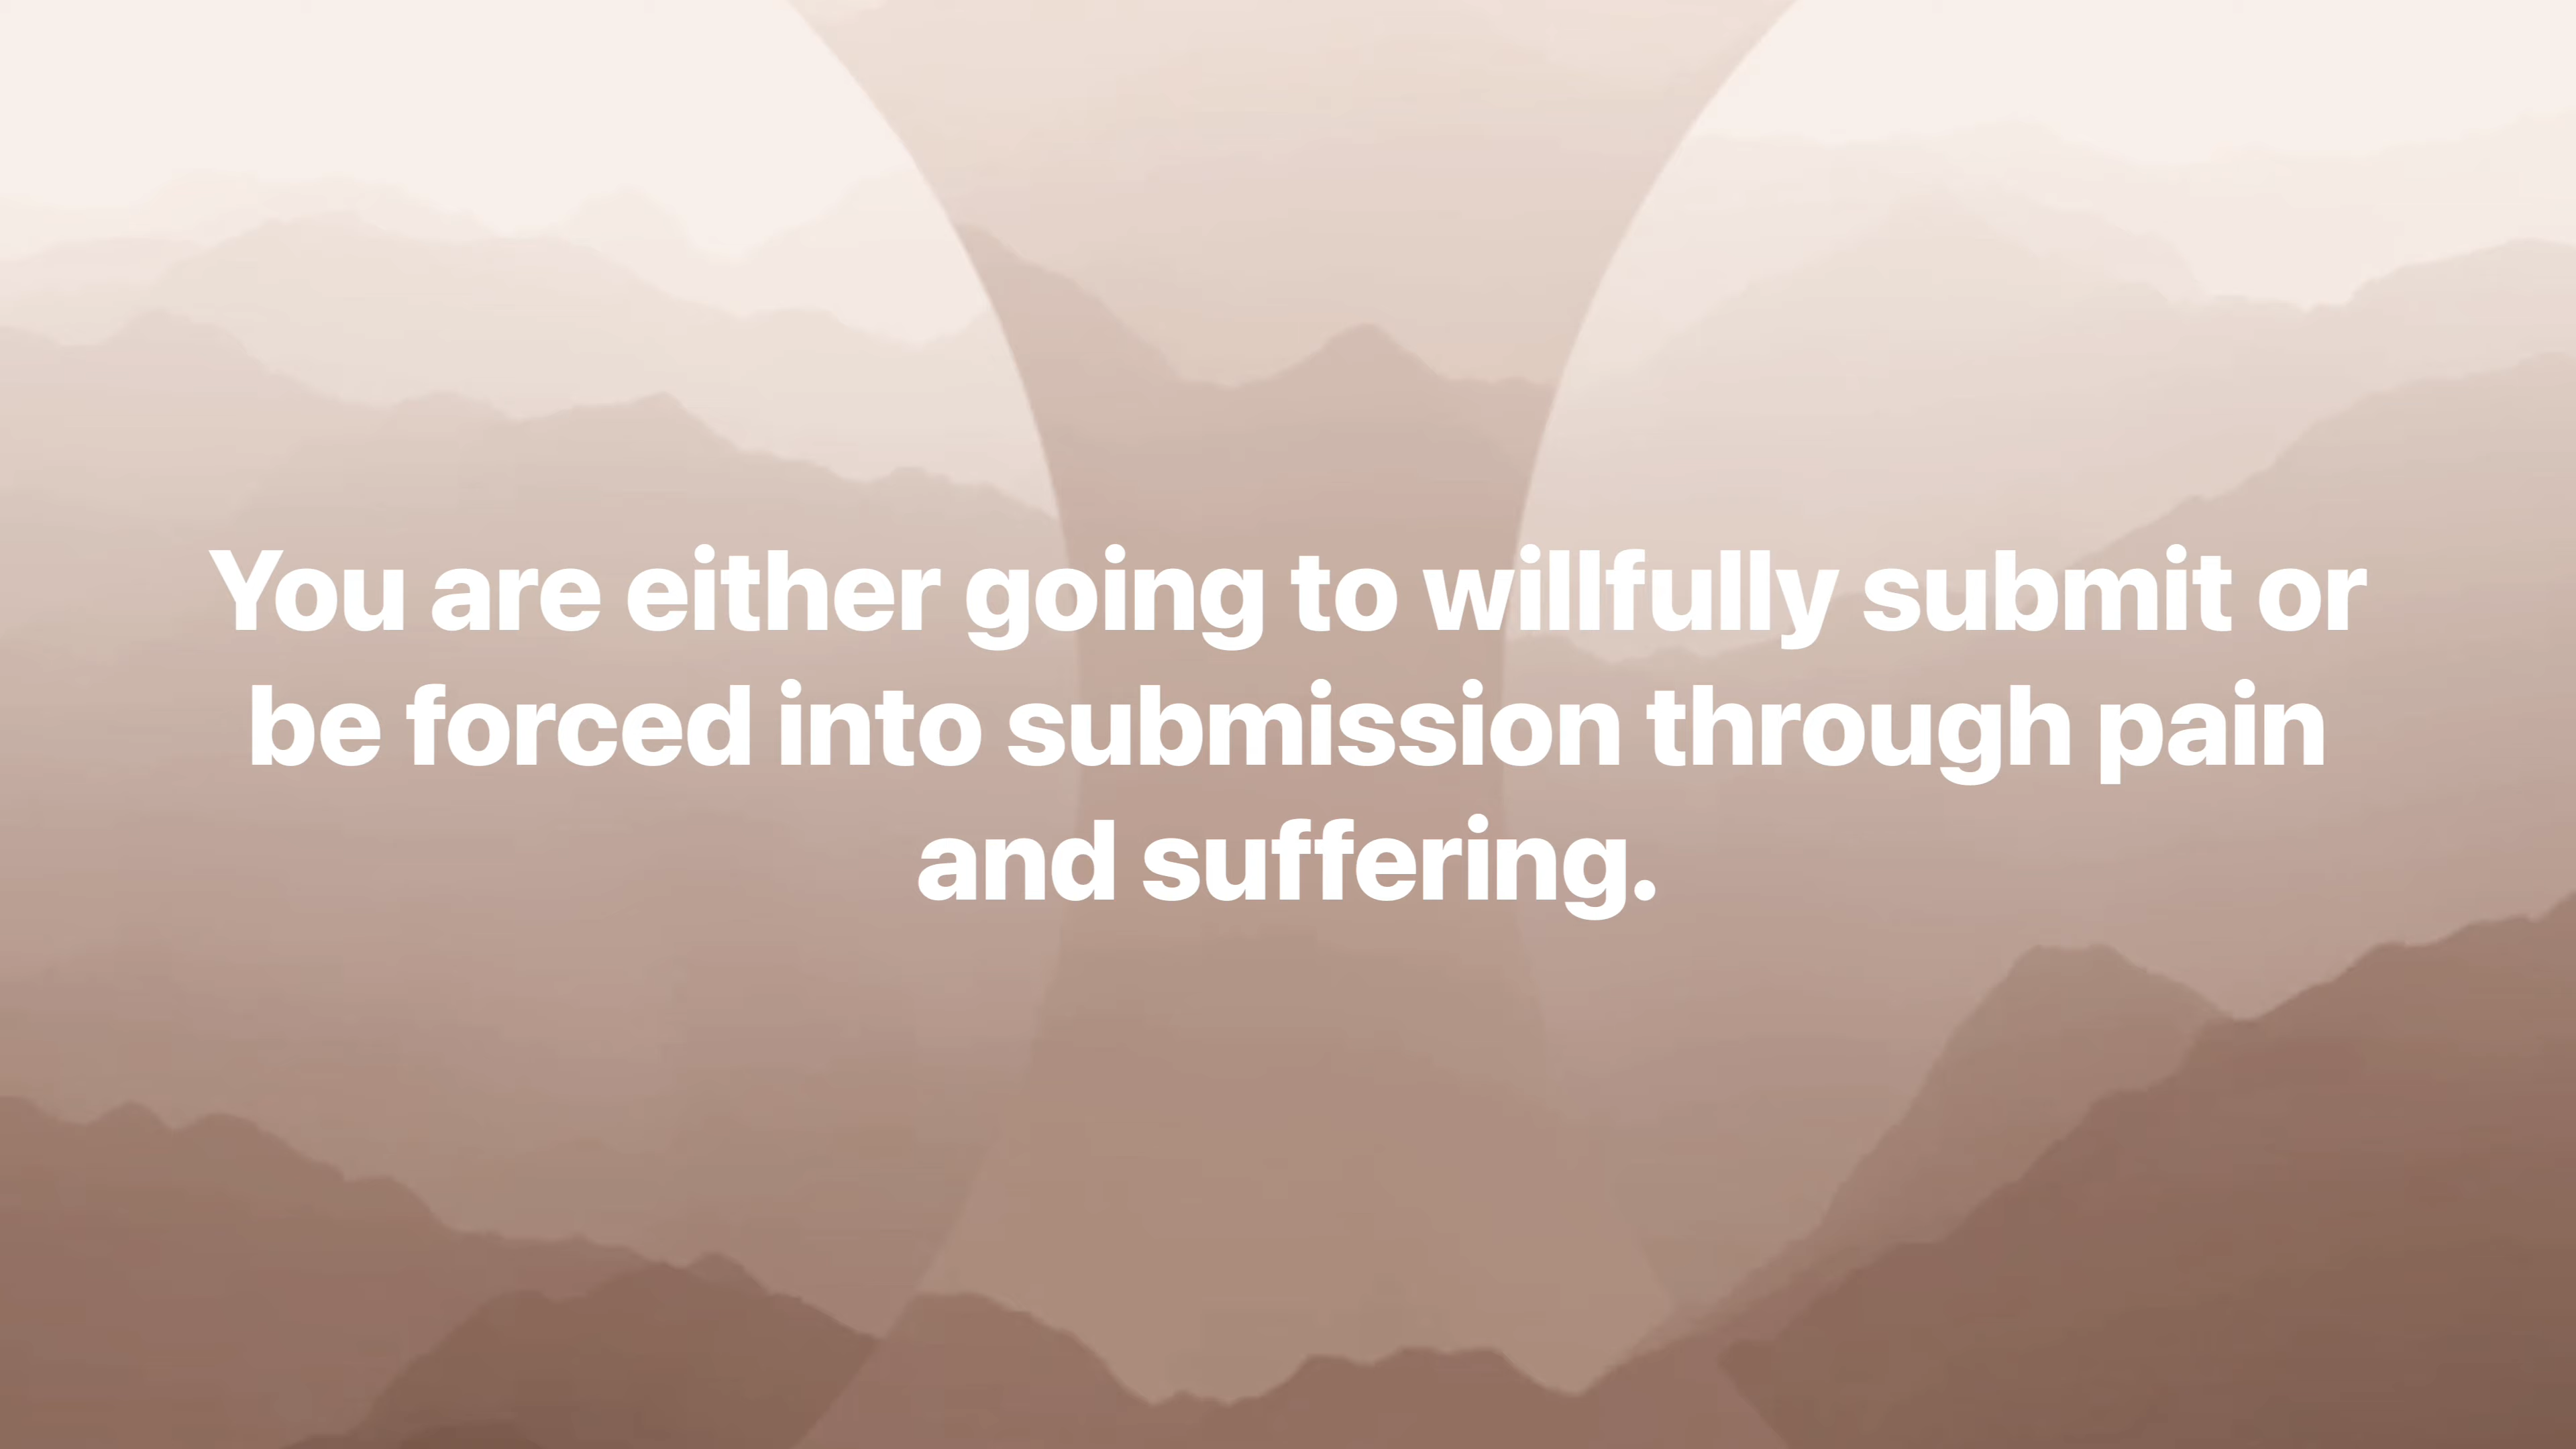 You are either going to willfully submit or
be forced into submission through pain
and suffering.